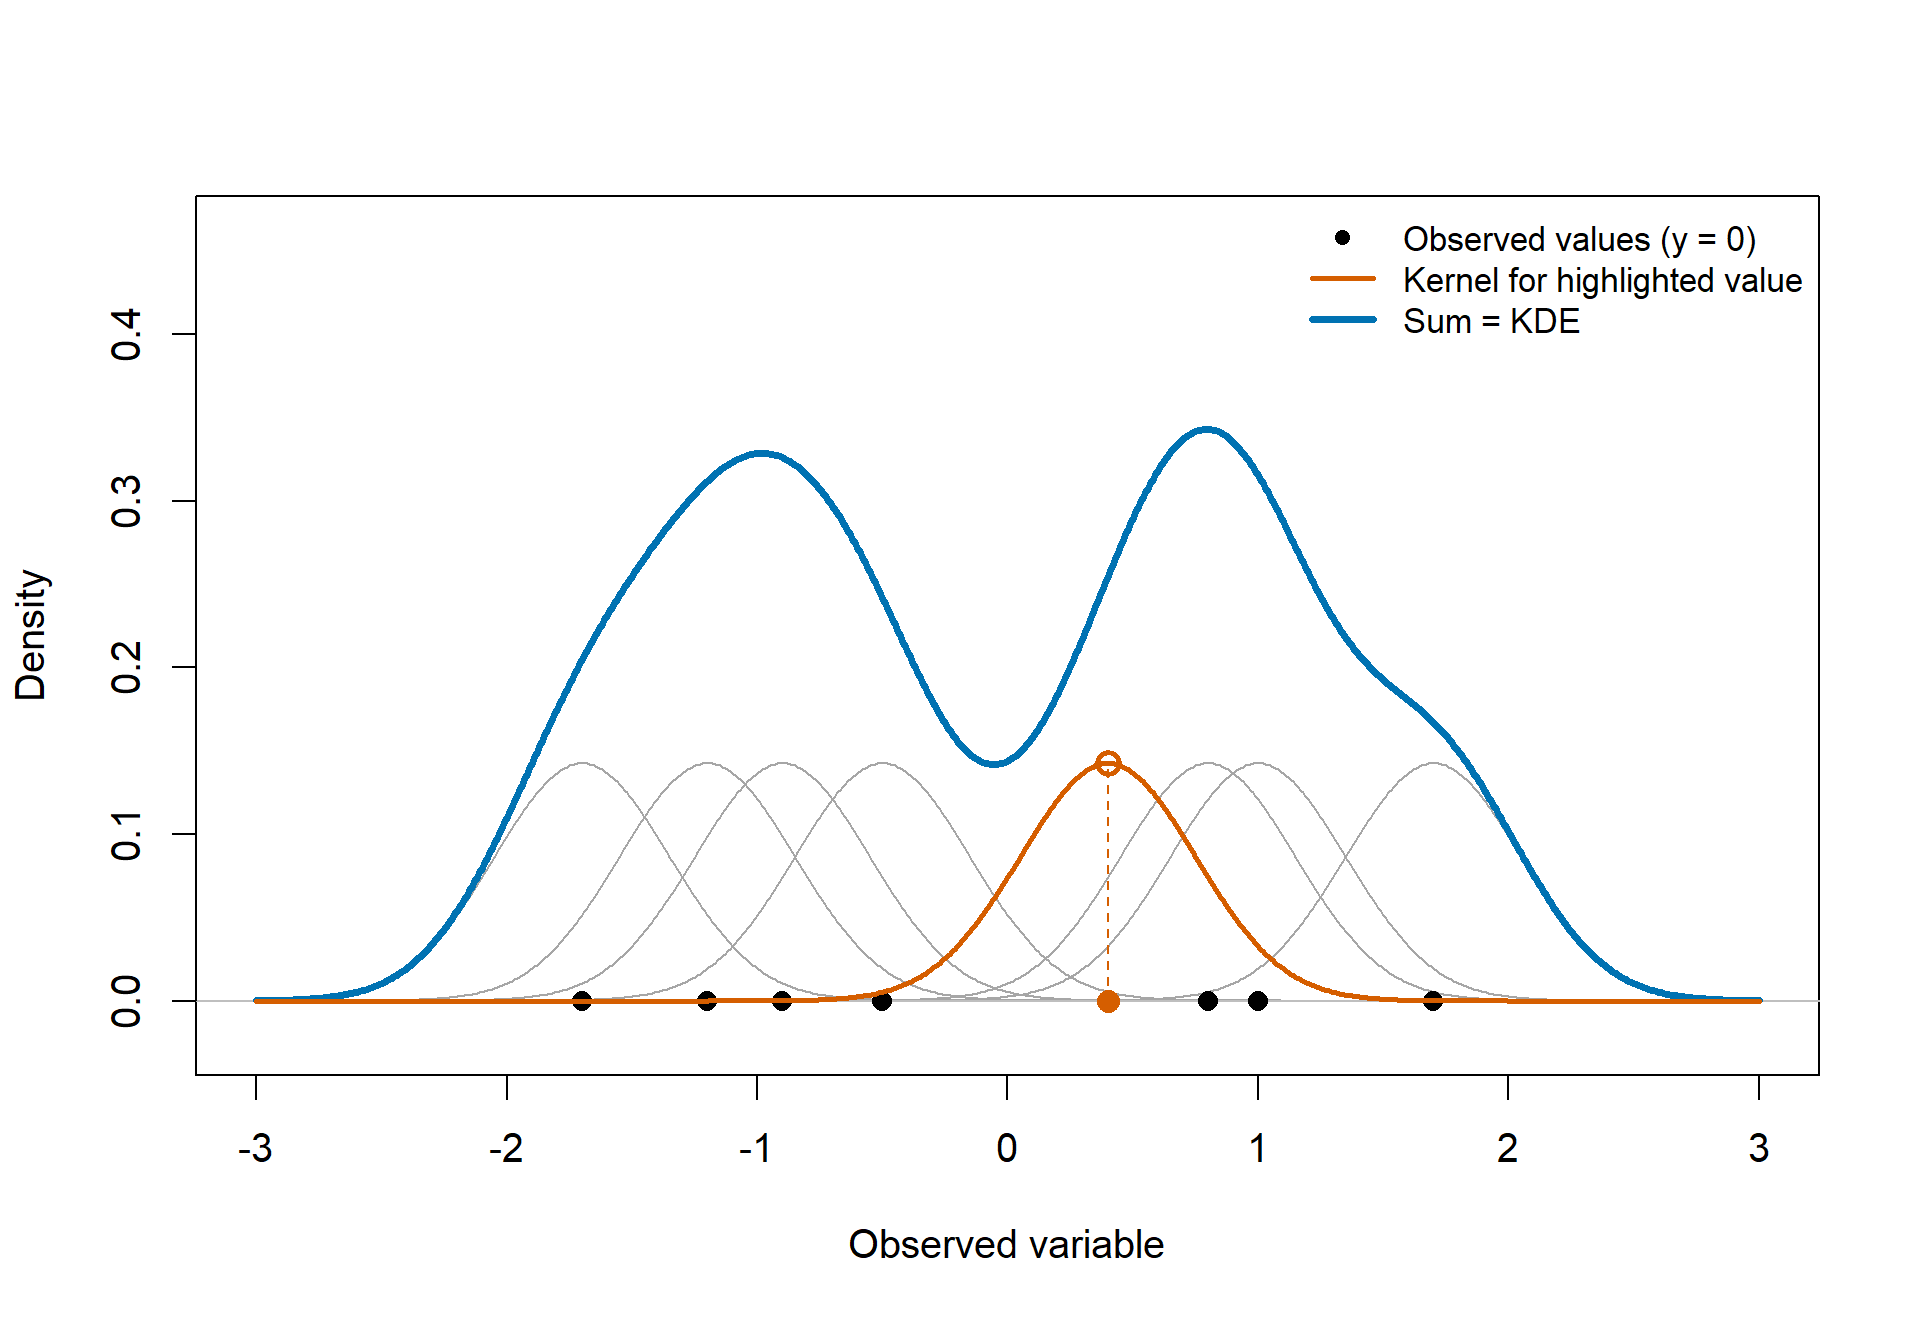 Observed values (y = 0)
Kernel for highlighted value
Sum = KDE
Density
0.4
0.3
0.2
0.1
0.0
-3 -2 -1 0 1 2 3
Observed variable